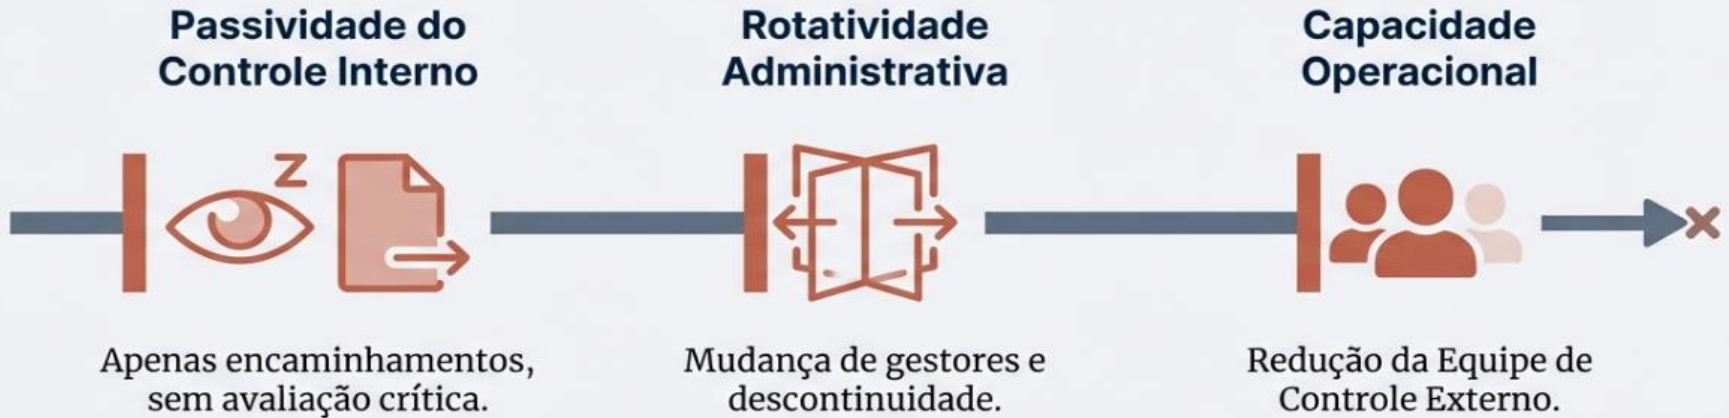 Passividade do
Controle Interno
Z
Apenas encaminhamentos,
sem avaliação crítica.
Rotatividade
Administrativa
Mudança de gestores e
descontinuidade.
Capacidade
Operacional
Redução da Equipe de
Controle Externo.